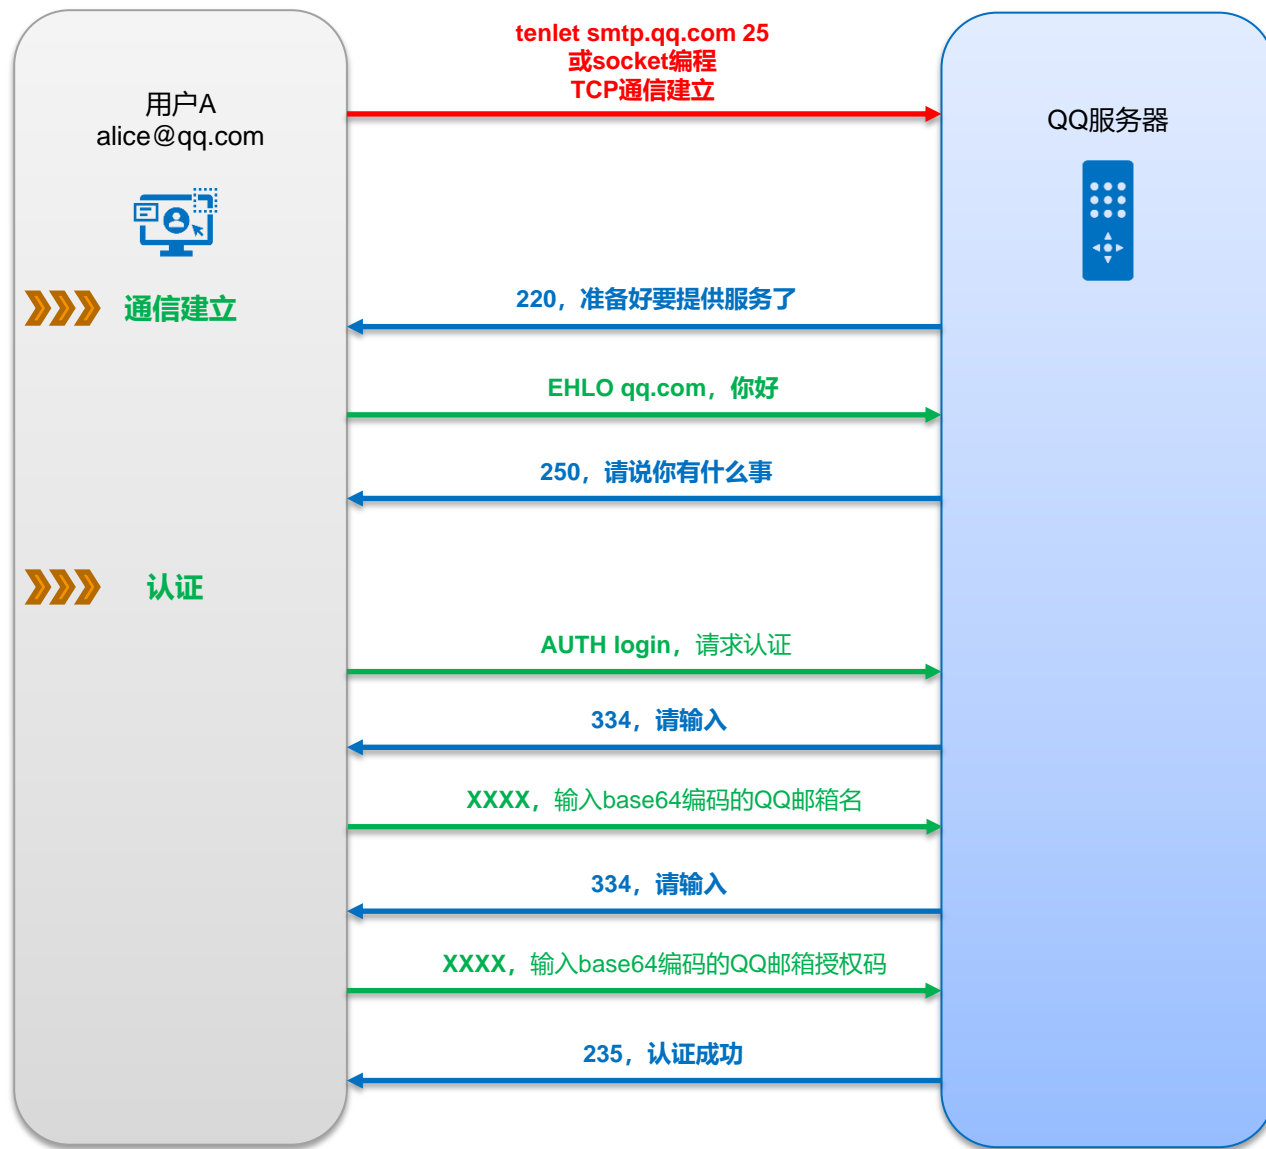 tenlet smtp.qq.com 25
或socket编程
TCP通信建立
用户A
alice@qq.com
QQ服务器
220，准备好要提供服务了
通信建立
EHLO qq.com，你好
250，请说你有什么事
认证
AUTH login，请求认证
334，请输入
XXXX，输入base64编码的QQ邮箱名
334，请输入
XXXX，输入base64编码的QQ邮箱授权码
235，认证成功